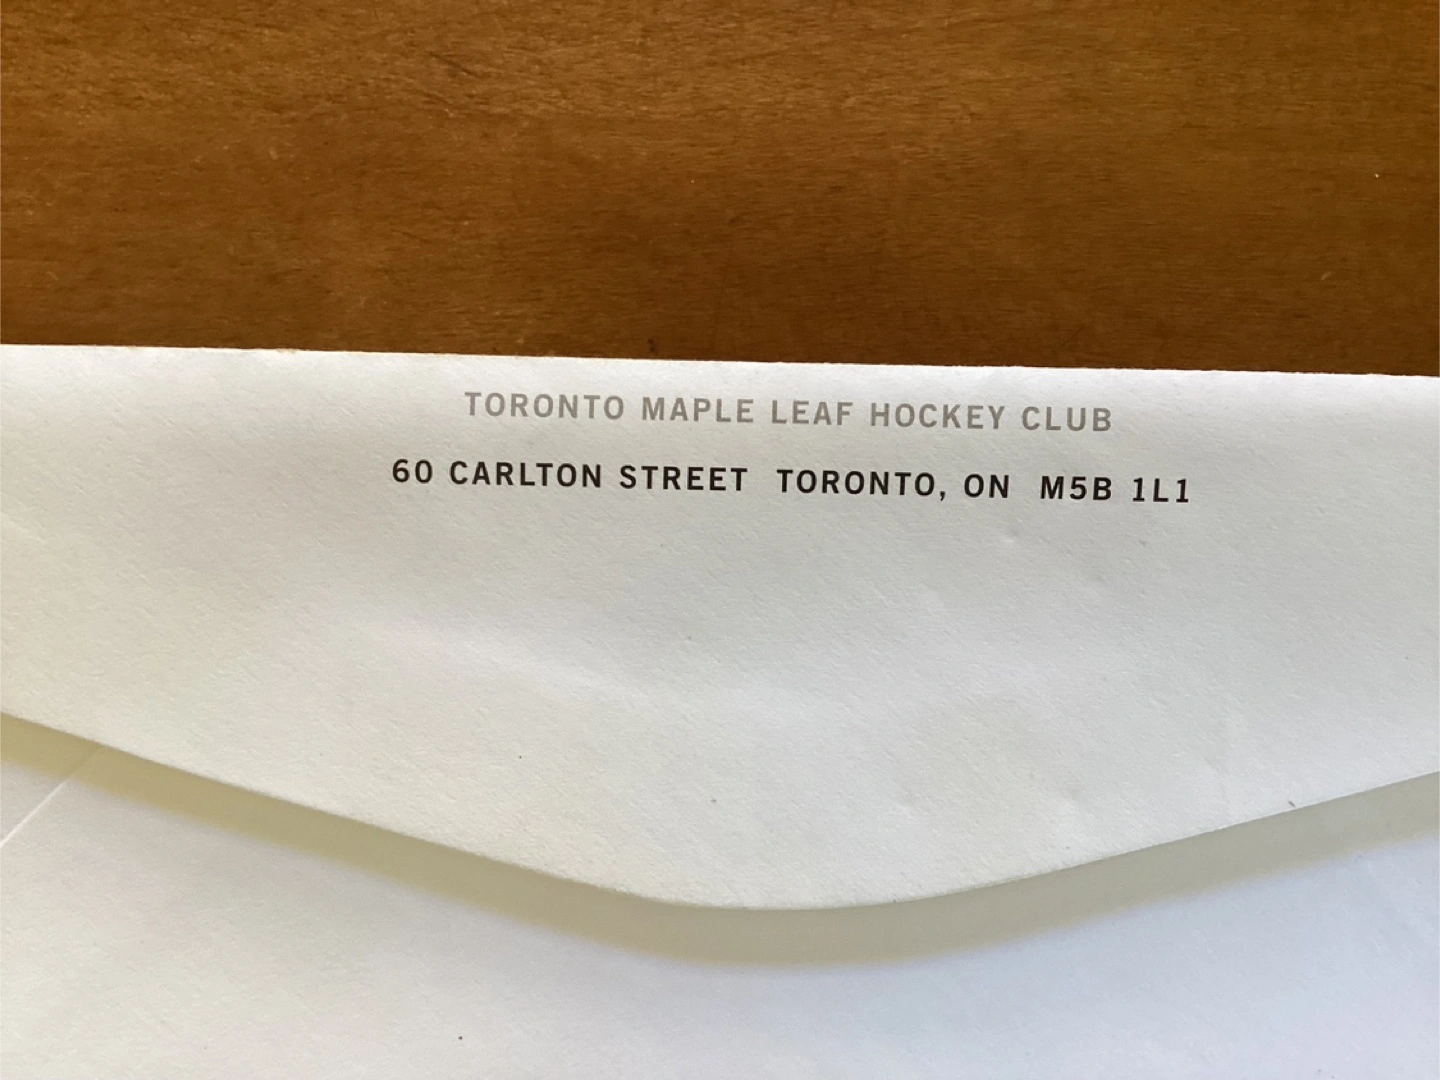 TORONTO MAPLE LEAF HOCKEY CLUB
60 CARLTON STREET TORONTO, ON M5B 1L1